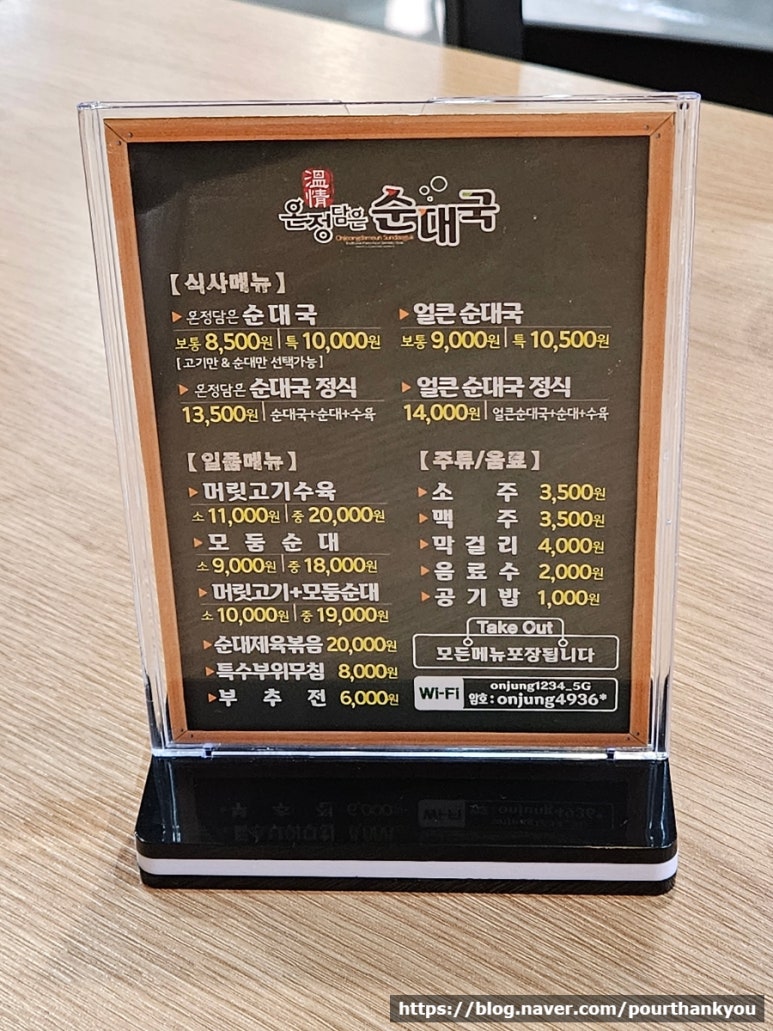 溫情
온정담은 순대국
Onjeongdameun Sundaeguk
[식사메뉴]
▶온정담은 순대국
보통 8,500원 | 특 10,000원
[고기만 & 순대만 선택가능]
▶얼큰 순대국
보통 9,000원 | 특 10,500원
▶온정담은 순대국 정식
13,500원 | 순대국+순대+수육
▶얼큰 순대국 정식
14,000원 | 얼큰순대국+순대+수육
[일품메뉴]
▶머릿고기수육
소 11,000원 | 중 20,000원
▶모둠순대
소 9,000원 | 중 18,000원
▶머릿고기+모둠순대
소 10,000원 | 중 19,000원
▶순대제육볶음 20,000원
▶특수부위무침 8,000원
▶부추전 6,000원
[주류/음료]
▶소주 3,500원
▶맥주 3,500원
▶막걸리 4,000원
▶음료수 2,000원
▶공기밥 1,000원
Take Out
모든메뉴포장됩니다
Wi-Fi
onjung1234_5G
암호 : onjung4936*
https://blog.naver.com/pourthankyou